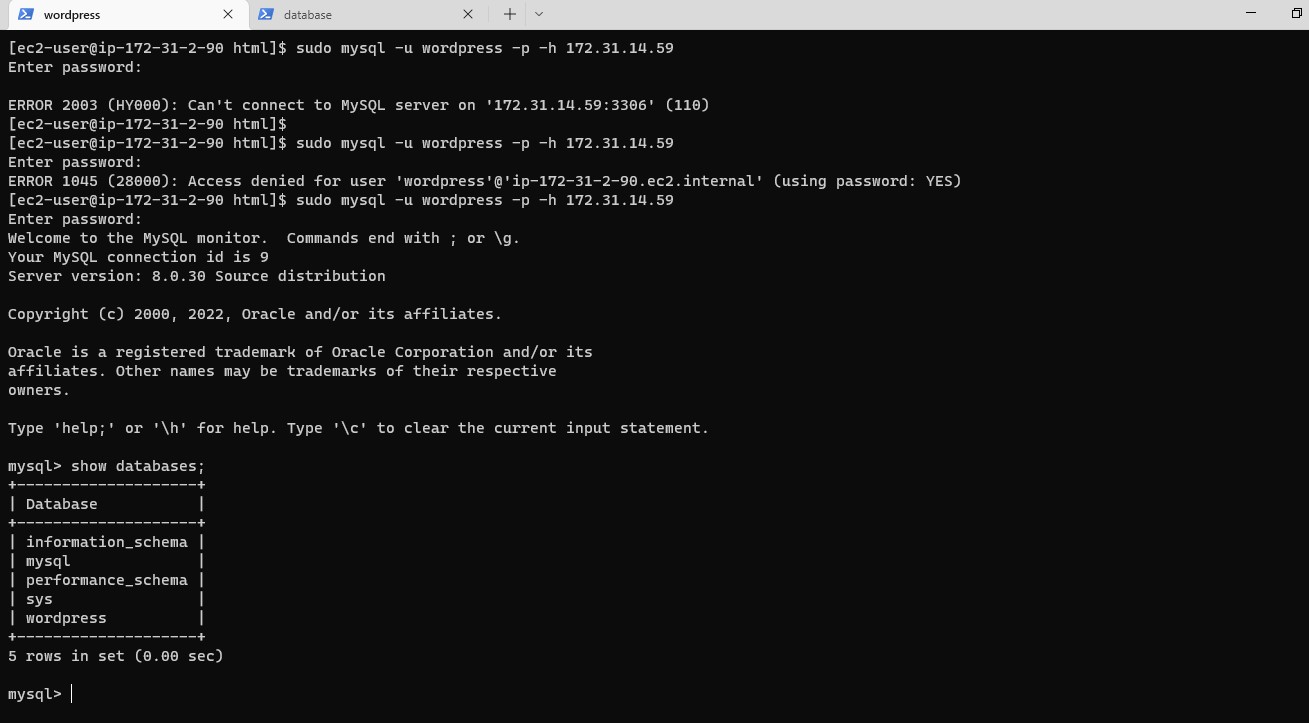 wordpress
database
[ec2-user@ip-172-31-2-90 html]$ sudo mysql -u wordpress -p -h 172.31.14.59
Enter password:
ERROR 2003 (HY000): Can't connect to MySQL server on '172.31.14.59:3306' (110)
[ec2-user@ip-172-31-2-90 html]$
[ec2-user@ip-172-31-2-90 html]$ sudo mysql -u wordpress -p -h 172.31.14.59
Enter password:
ERROR 1045 (28000): Access denied for user 'wordpress'@'ip-172-31-2-90.ec2.internal' (using password: YES)
[ec2-user@ip-172-31-2-90 html]$ sudo mysql -u wordpress -p -h 172.31.14.59
Enter password:
Welcome to the MySQL monitor.  Commands end with ; or \g.
Your MySQL connection id is 9
Server version: 8.0.30 Source distribution
Copyright (c) 2000, 2022, Oracle and/or its affiliates.
Oracle is a registered trademark of Oracle Corporation and/or its
affiliates. Other names may be trademarks of their respective
owners.
Type 'help;' or '\h' for help. Type '\c' to clear the current input statement.
mysql> show databases;
+--------------------+
| Database           |
+--------------------+
| information_schema |
| mysql              |
| performance_schema |
| sys                |
| wordpress          |
+--------------------+
5 rows in set (0.00 sec)
mysql>